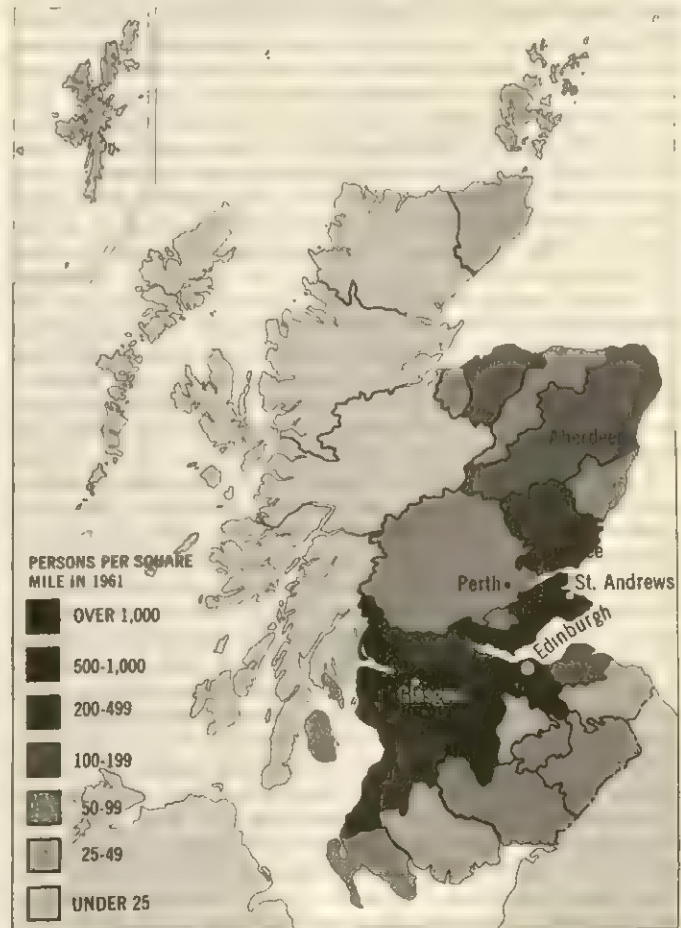 Aberdeen
PERSONS PER SQUARE
MILE IN 1961
Perth
St. Andrews
Edinburgh
OVER 1,000
500-1,000
200-499
100-199
50-99
25-49
UNDER 25